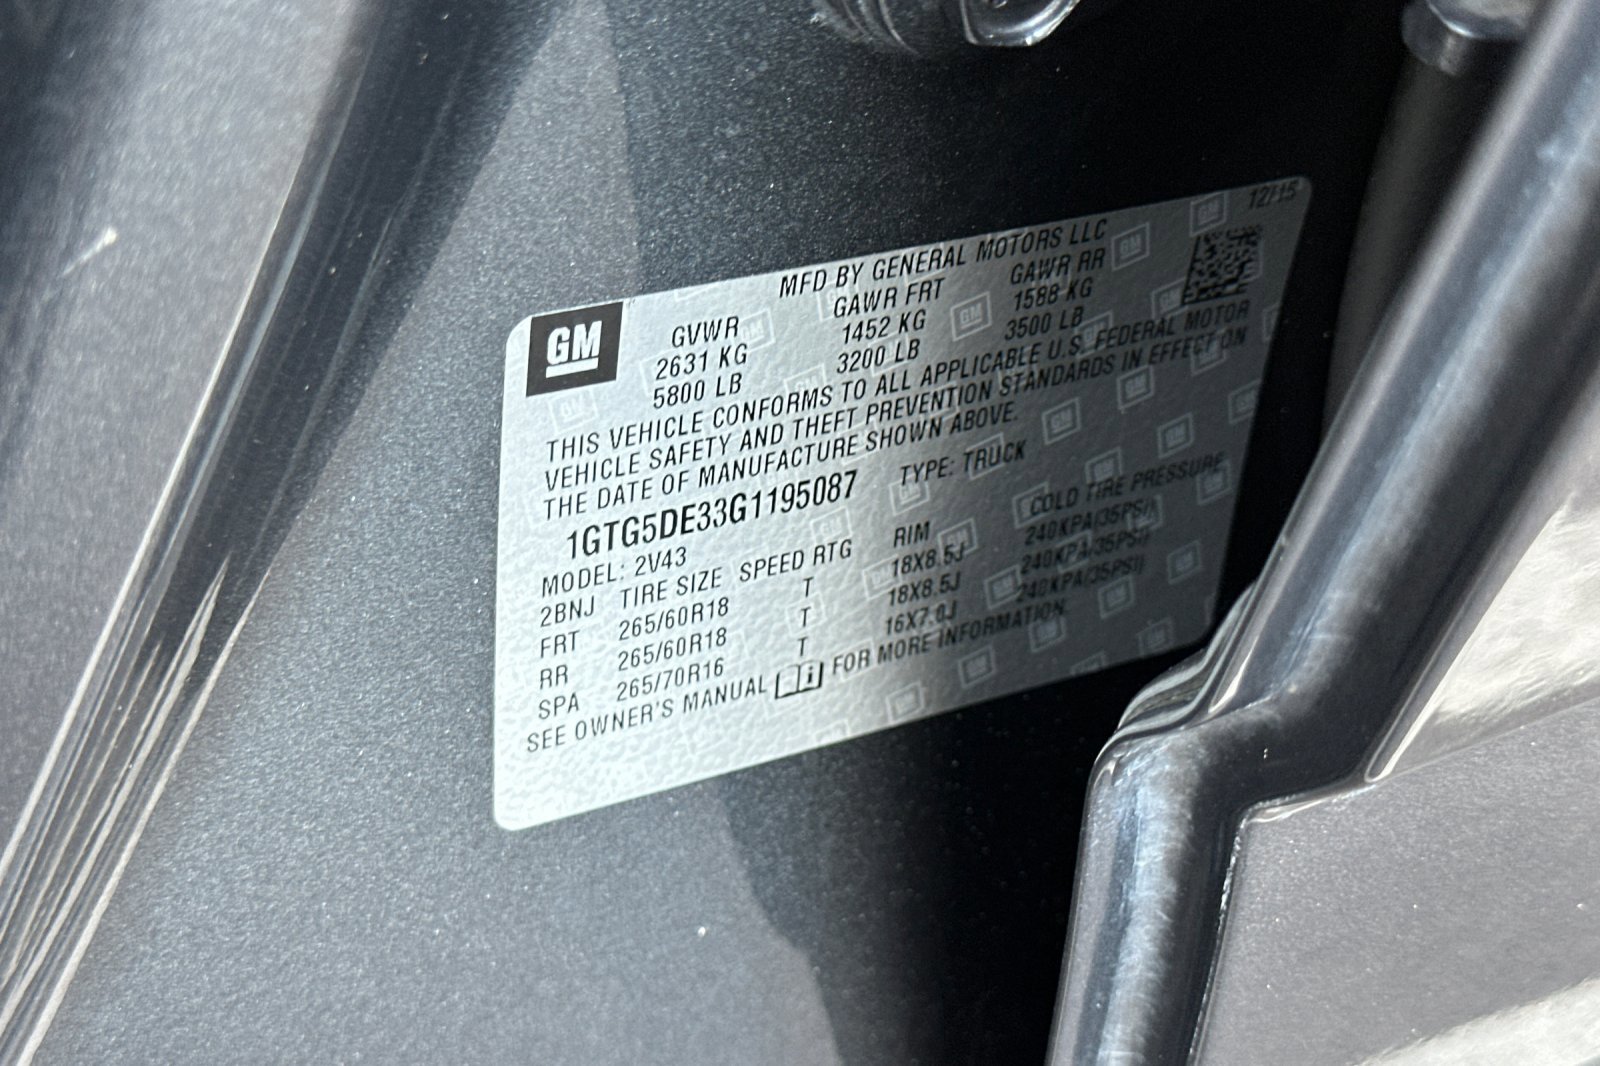 12/15
MFD BY GENERAL MOTORS LLC
GM
GVWR GAWR FRT GAWR RR
2631 KG 1452 KG 1588 KG
5800 LB 3200 LB 3500 LB
THIS VEHICLE CONFORMS TO ALL APPLICABLE U.S. FEDERAL MOTOR
VEHICLE SAFETY AND THEFT PREVENTION STANDARDS IN EFFECT ON
THE DATE OF MANUFACTURE SHOWN ABOVE.
1GTG5DE33G1195087 TYPE: TRUCK
MODEL: 2V43
2BNJ TIRE SIZE SPEED RTG RIM COLD TIRE PRESSURE
FRT 265/60R18 T 18X8.5J 240KPA(35PSI)
RR 265/60R18 T 18X8.5J 240KPA(35PSI)
SPA 265/70R16 T 16X7.0J 240KPA(35PSI)
SEE OWNER'S MANUAL i FOR MORE INFORMATION.